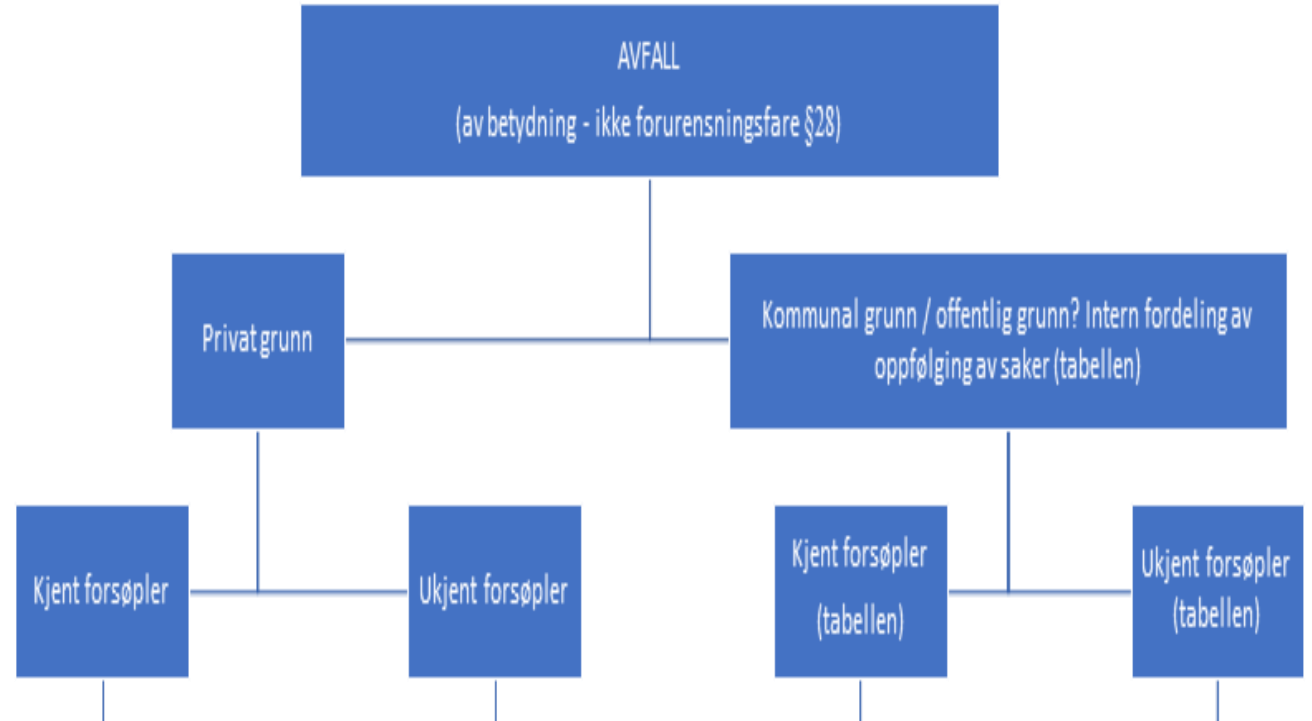 AVFALL
(av betydning - ikke forurensningsfare §28)
Privat grunn
Kommunal grunn / offentlig grunn? Intern fordeling av
oppfølging av saker (tabellen)
Kjent forsøpler
Ukjent forsøpler
Kjent forsøpler
(tabellen)
Ukjent forsøpler
(tabellen)